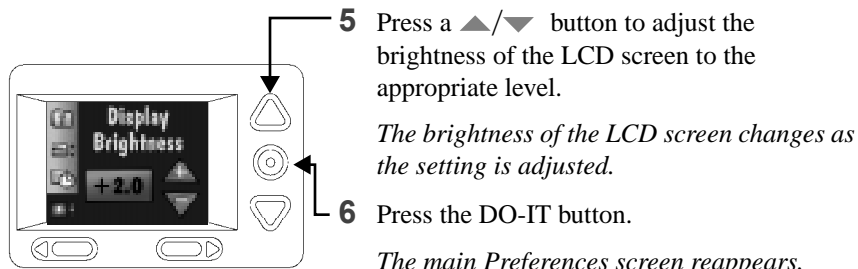 5 Press a ▲/▼ button to adjust the
brightness of the LCD screen to the
appropriate level.
The brightness of the LCD screen changes as
the setting is adjusted.
6 Press the DO-IT button.
The main Preferences screen reappears.
Display
Brightness
+2.0